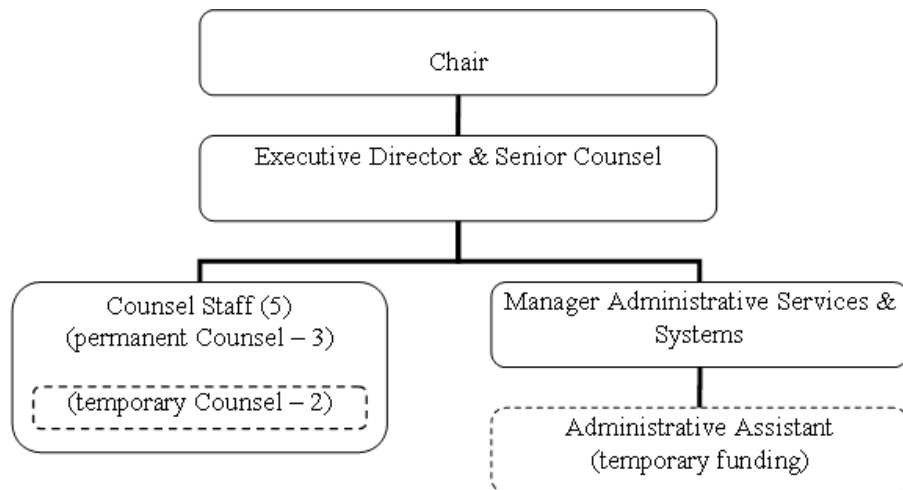 Chair
Executive Director & Senior Counsel
Counsel Staff (5)
(permanent Counsel – 3)
(temporary Counsel – 2)
Manager Administrative Services &
Systems
Administrative Assistant
(temporary funding)